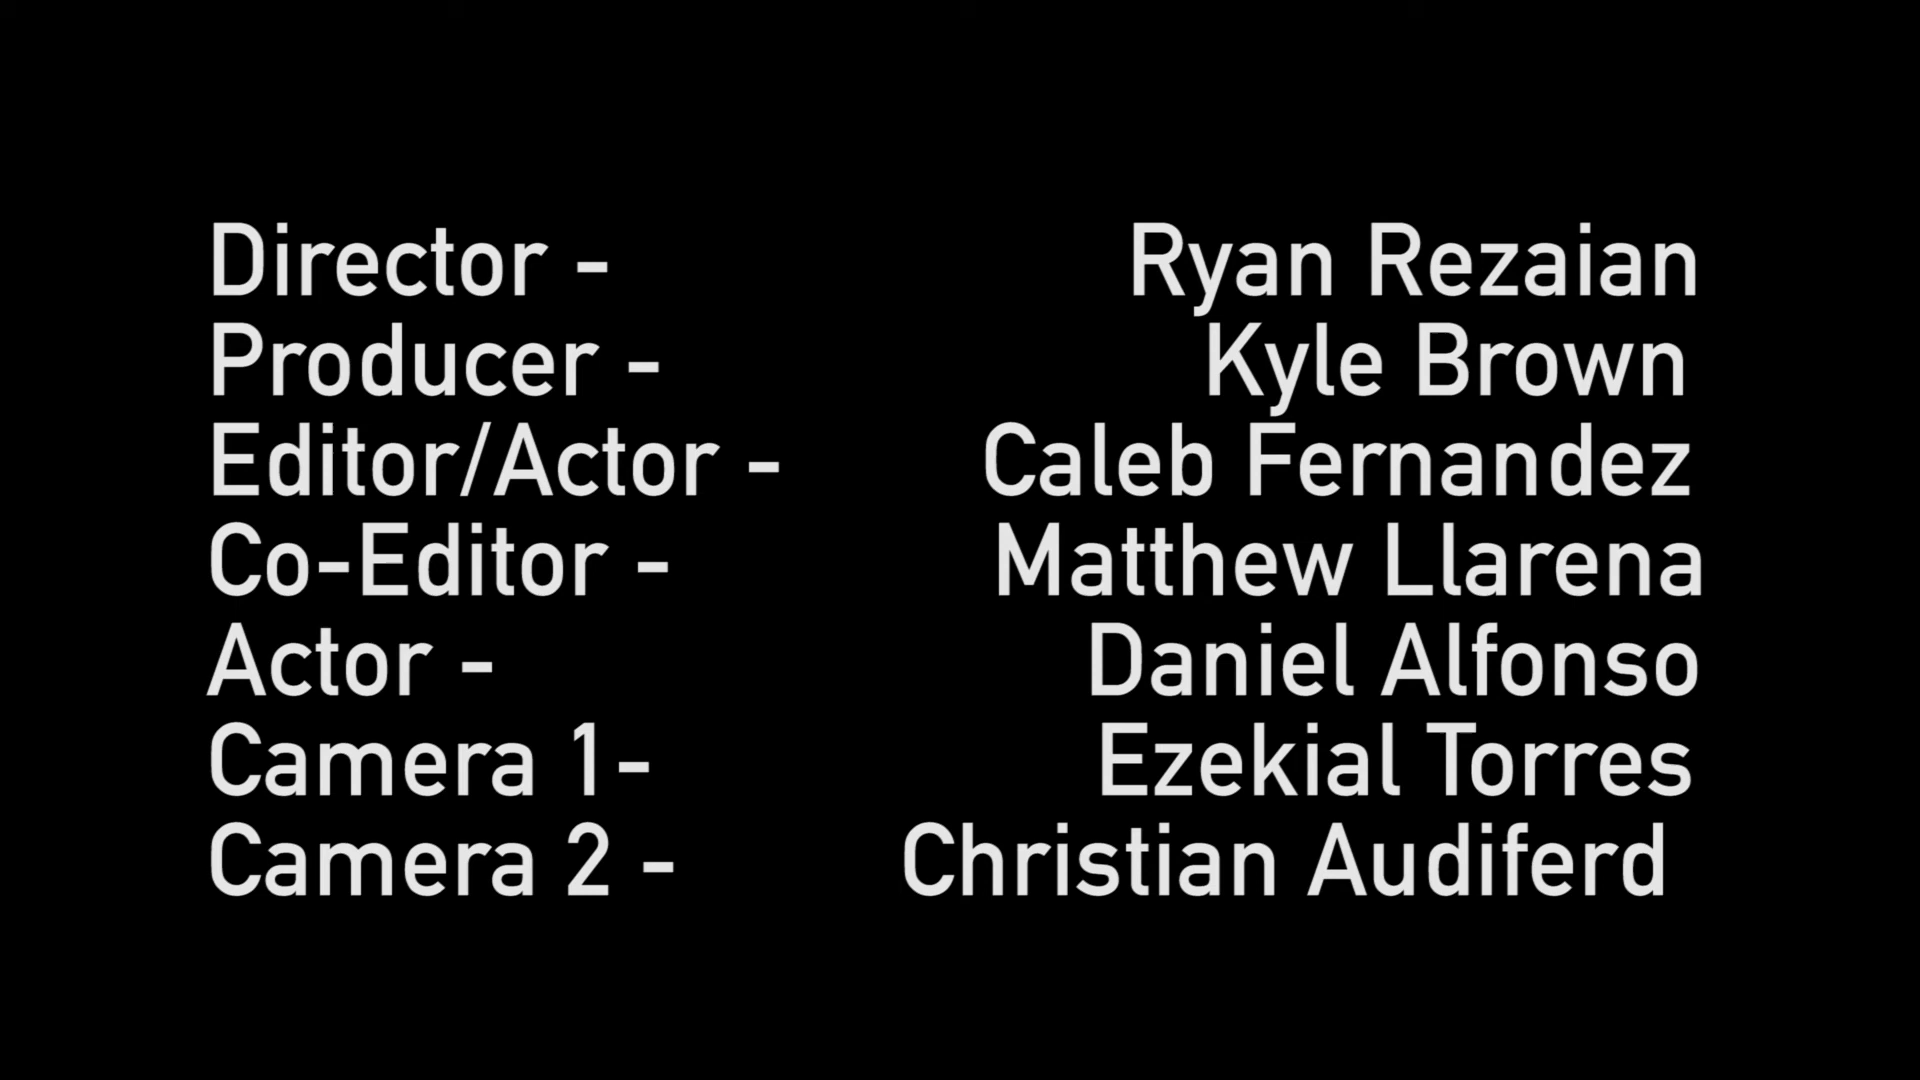 Director - Ryan Rezaian
Producer - Kyle Brown
Editor/Actor - Caleb Fernandez
Co-Editor - Matthew Llarena
Actor - Daniel Alfonso
Camera 1- Ezekial Torres
Camera 2 - Christian Audiferd